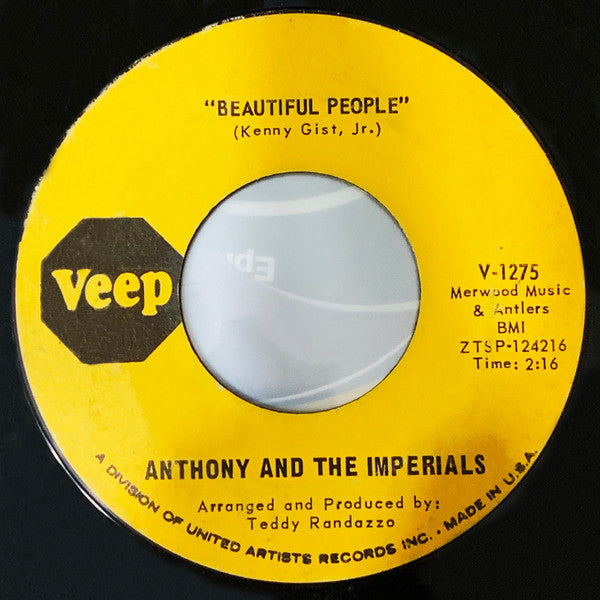 "BEAUTIFUL PEOPLE"
(Kenny Gist, Jr.)
Veep
V-1275
Merwood Music
& Antlers
BMI
ZTSP-124216
Time: 2:16
ANTHONY AND THE IMPERIALS
Arranged and Produced by:
Teddy Randazzo
A DIVISION OF UNITED ARTISTS RECORDS INC. • MADE IN U.S.A.